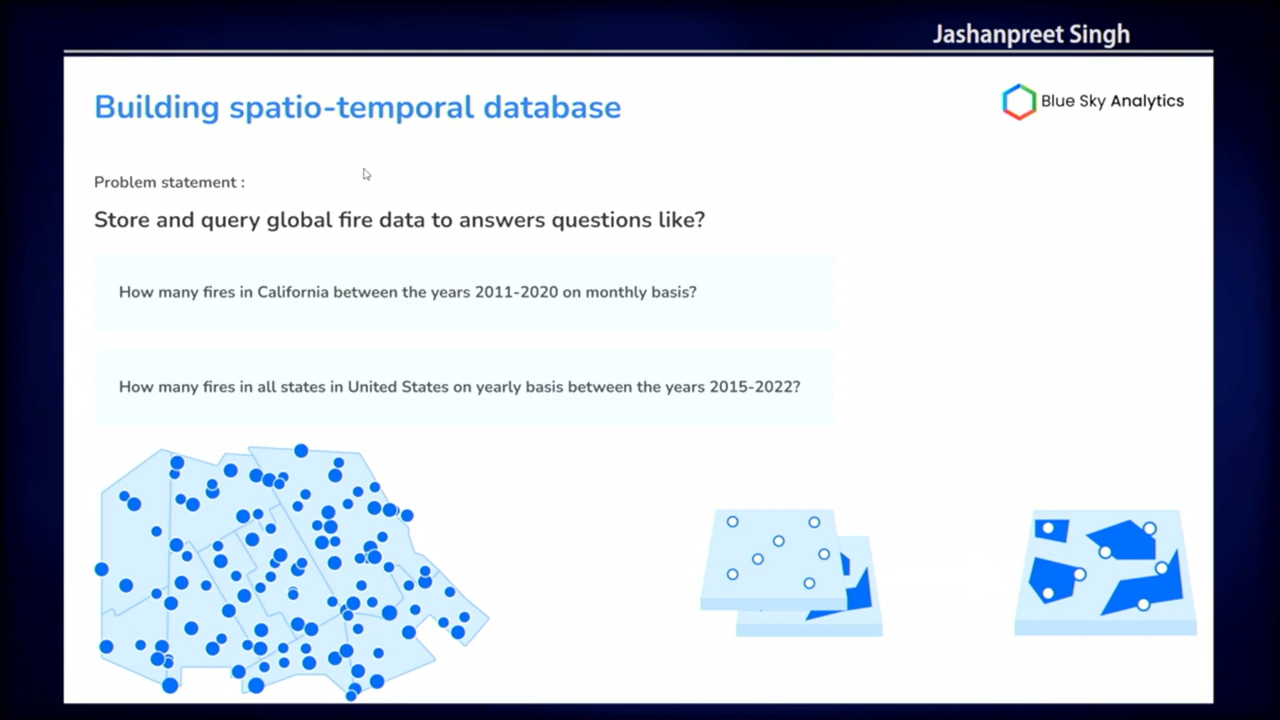 Jashanpreet Singh
Building spatio-temporal database
Blue Sky Analytics
Problem statement :
Store and query global fire data to answers questions like?
How many fires in California between the years 2011-2020 on monthly basis?
How many fires in all states in United States on yearly basis between the years 2015-2022?